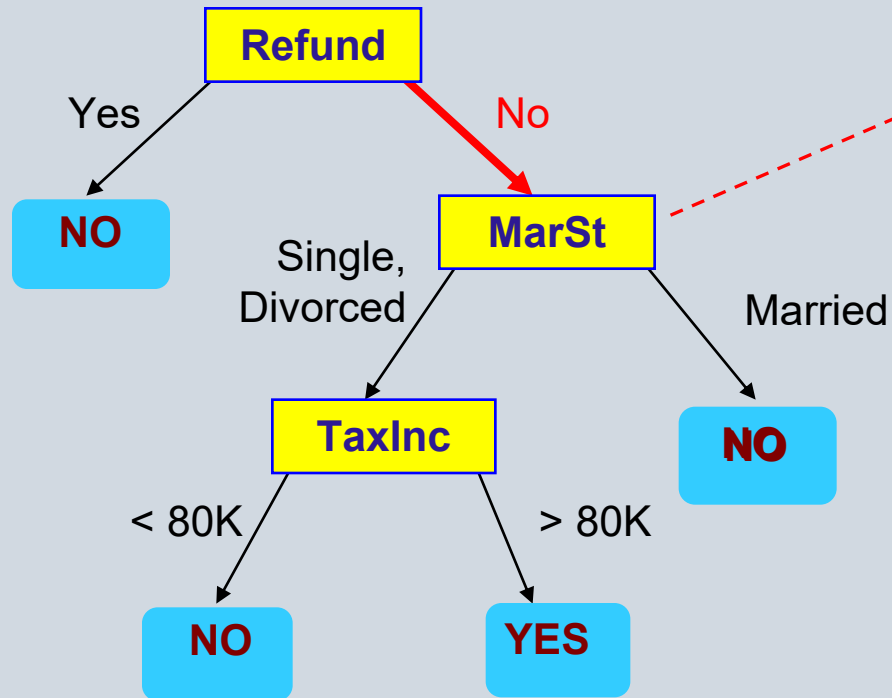 Refund
Yes
No
NO
MarSt
Single,
Divorced
Married
TaxInc
NO
< 80K
> 80K
NO
YES